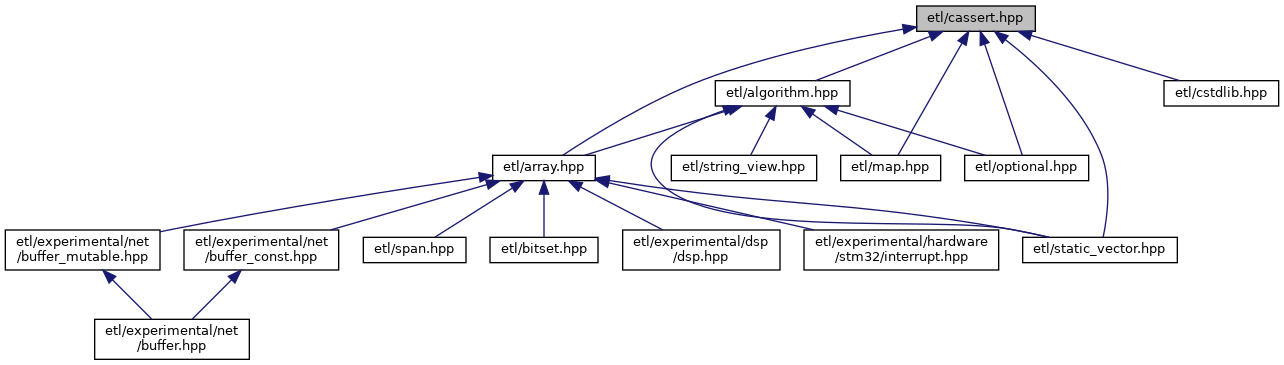 etl/cassert.hpp
etl/algorithm.hpp
etl/cstdlib.hpp
etl/array.hpp
etl/string_view.hpp
etl/map.hpp
etl/optional.hpp
etl/experimental/net
/buffer_mutable.hpp
etl/experimental/net
/buffer_const.hpp
etl/span.hpp
etl/bitset.hpp
etl/experimental/dsp
/dsp.hpp
etl/experimental/hardware
/stm32/interrupt.hpp
etl/static_vector.hpp
etl/experimental/net
/buffer.hpp